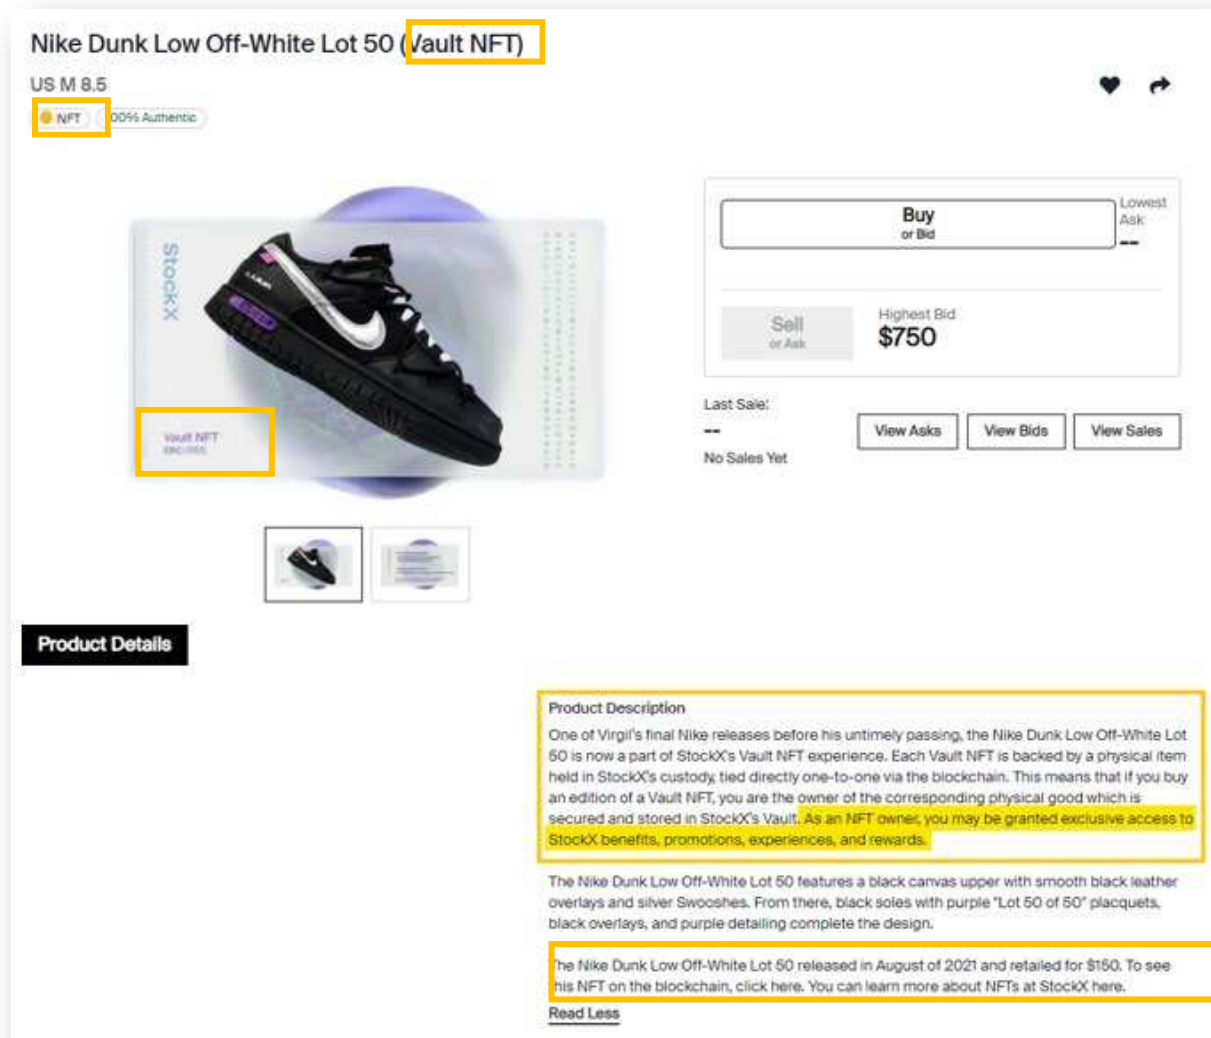 Nike Dunk Low Off-White Lot 50 (Vault NFT)
US M 8.5
NFT
100% Authentic
StockX
Vault NFT
Buy
or Bid
Lowest
Ask
--
Sell
or Ask
Highest Bid
$750
Last Sale:
--
No Sales Yet
View Asks
View Bids
View Sales
Product Details
Product Description
One of Virgil's final Nike releases before his untimely passing, the Nike Dunk Low Off-White Lot
50 is now a part of StockX's Vault NFT experience. Each Vault NFT is backed by a physical item
held in StockX's custody, tied directly one-to-one via the blockchain. This means that if you buy
an edition of a Vault NFT, you are the owner of the corresponding physical good which is
secured and stored in StockX's Vault. As an NFT owner, you may be granted exclusive access to
StockX benefits, promotions, experiences, and rewards.
The Nike Dunk Low Off-White Lot 50 features a black canvas upper with smooth black leather
overlays and silver Swooshes. From there, black soles with purple "Lot 50 of 50" placquets,
black overlays, and purple detailing complete the design.
The Nike Dunk Low Off-White Lot 50 released in August of 2021 and retailed for $150. To see
this NFT on the blockchain, click here. You can learn more about NFTs at StockX here.
Read Less